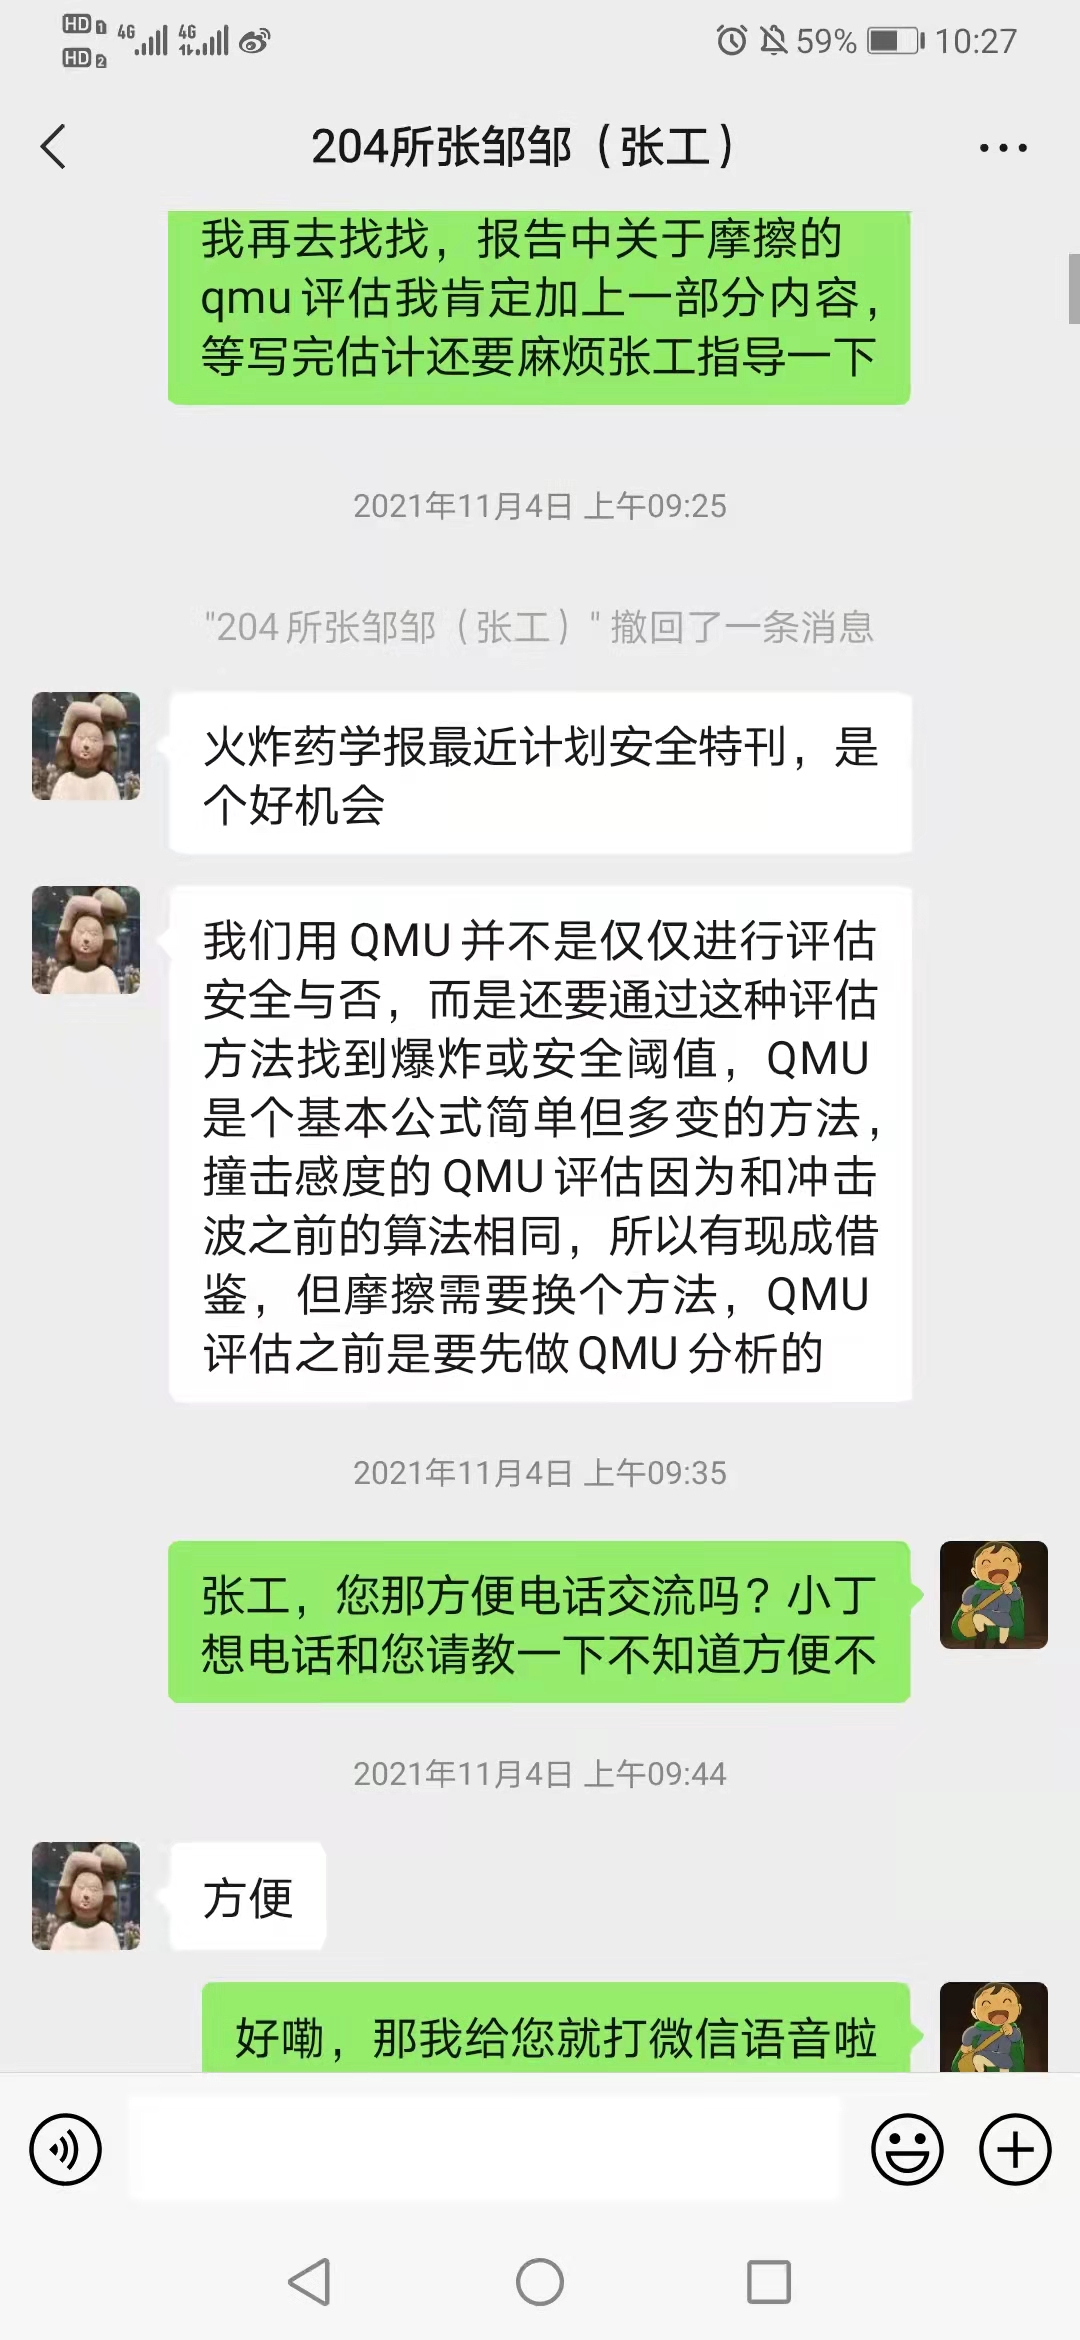 HD 1 4G 4G 59% 10:27
HD 2
204所张邹邹（张工）
我再去找找，报告中关于摩擦的
qmu评估我肯定加上一部分内容，
等写完估计还要麻烦张工指导一下
2021年11月4日 上午09:25
"204所张邹邹（张工）" 撤回了一条消息
火炸药学报最近计划安全特刊，是
个好机会
我们用QMU并不是仅仅进行评估
安全与否，而是还要通过这种评估
方法找到爆炸或安全阈值，QMU
是个基本公式简单但多变的方法，
撞击感度的QMU评估因为和冲击
波之前的算法相同，所以有现成借
鉴，但摩擦需要换个方法，QMU
评估之前是要先做QMU分析的
2021年11月4日 上午09:35
张工，您那方便电话交流吗？小丁
想电话和您请教一下不知道方便不
2021年11月4日 上午09:44
方便
好嘞，那我给您就打微信语音啦